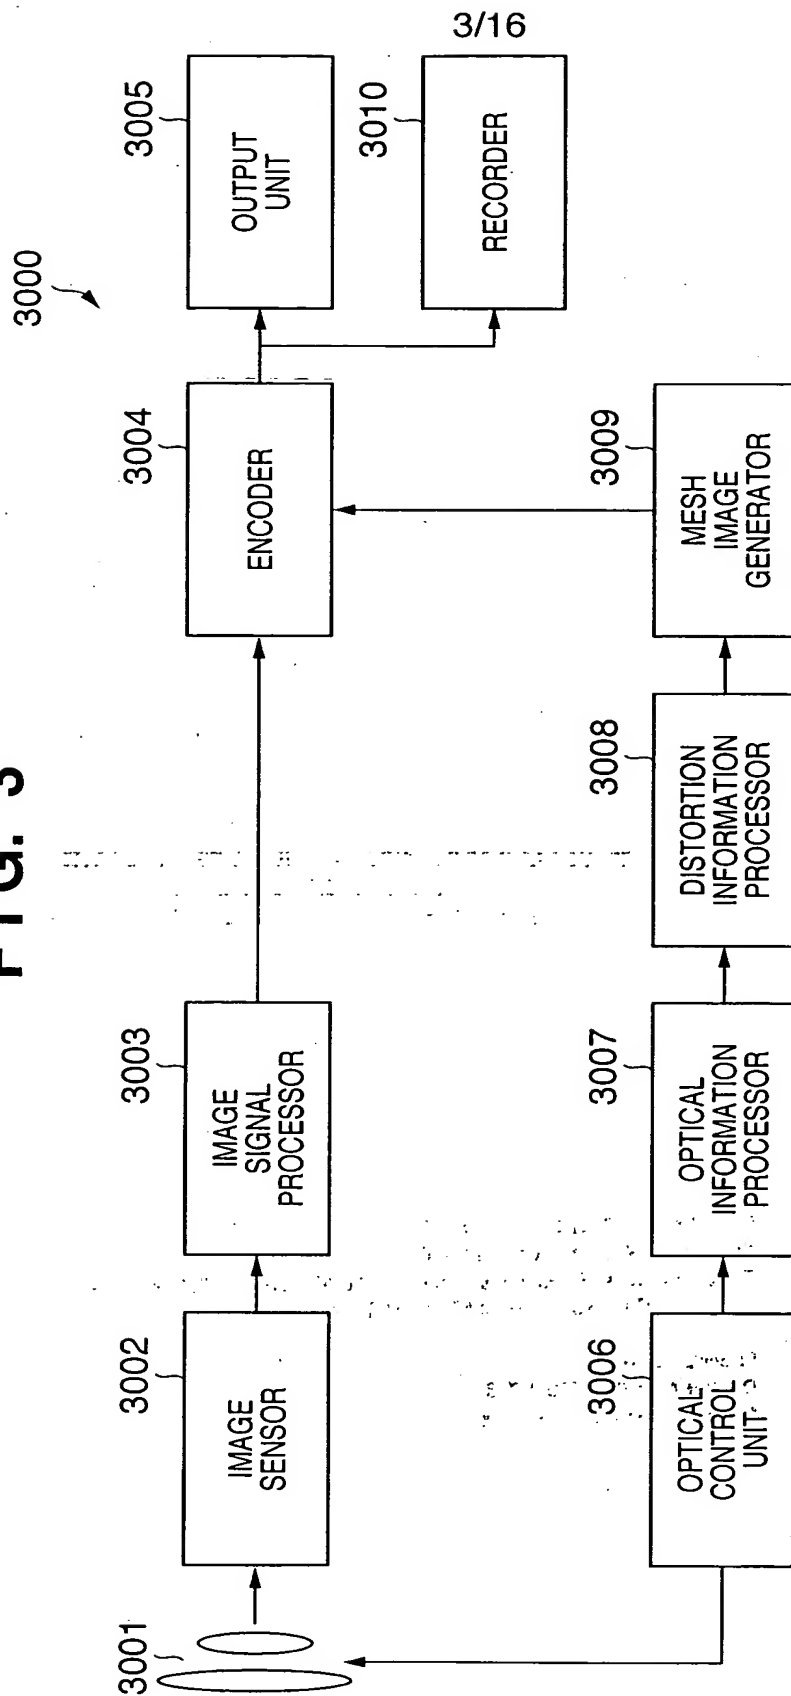 3/16
FIG. 3
3000
3001
3002
IMAGE
SENSOR
3003
IMAGE
SIGNAL
PROCESSOR
3004
ENCODER
3005
OUTPUT
UNIT
3010
RECORDER
3006
OPTICAL
CONTROL
UNIT
3007
OPTICAL
INFORMATION
PROCESSOR
3008
DISTORTION
INFORMATION
PROCESSOR
3009
MESH
IMAGE
GENERATOR